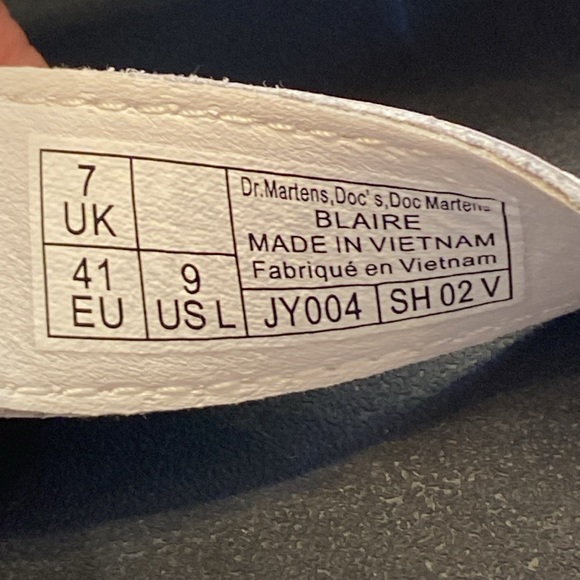 7
UK
41
EU
9
US L
Dr.Martens,Doc's,Doc Martens
BLAIRE
MADE IN VIETNAM
Fabriqué en Vietnam
JY004
SH 02 V